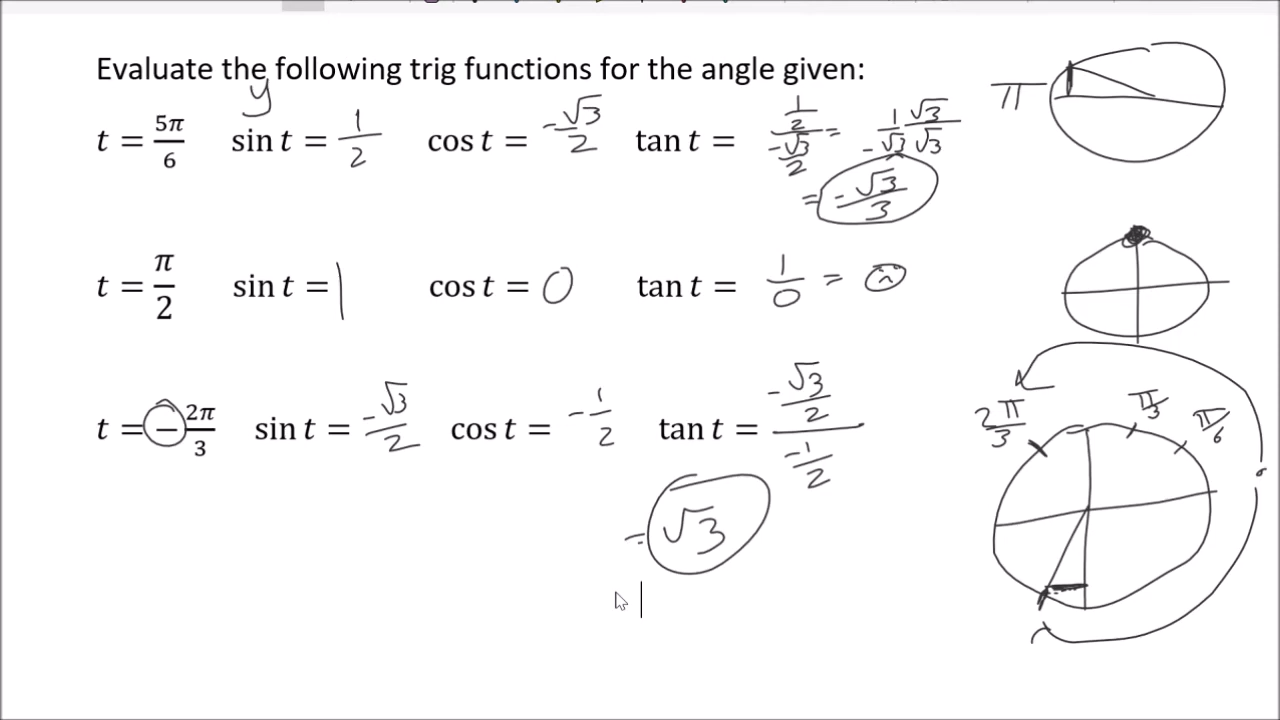 Evaluate the following trig functions for the angle given:
y
t = 5π/6 sin t = 1/2 cos t = -√3/2 tan t = (1/2)/(-√3/2) = 1/-√3 √3/√3
= -√3/3
π
t = π/2 sin t = 1 cos t = 0 tan t = 1/0 =
t = -2π/3 sin t = -√3/2 cos t = -1/2 tan t = (-√3/2)/(-1/2)
= √3
2π/3 π/3 π/6